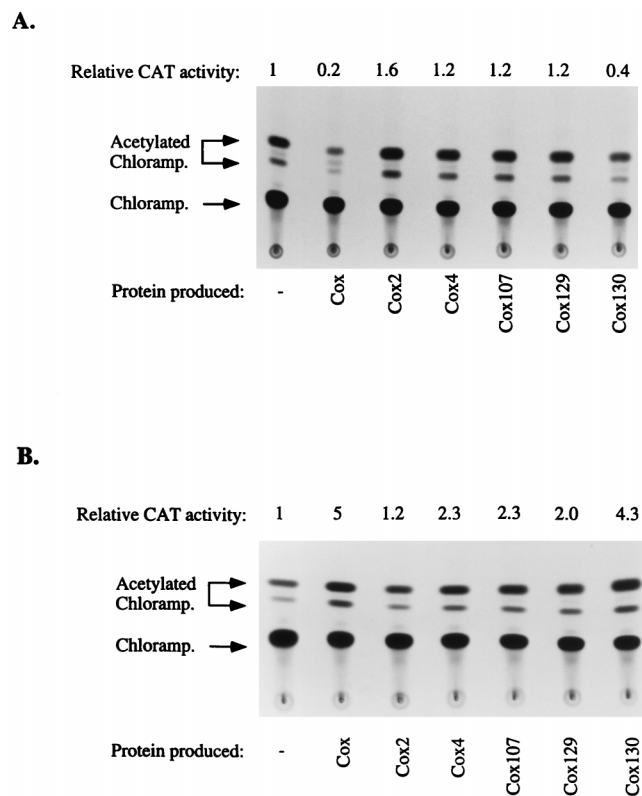 A.
Relative CAT activity: 1 0.2 1.6 1.2 1.2 1.2 0.4
Acetylated
Chloramp.
Chloramp.
Protein produced: - Cox Cox2 Cox4 Cox107 Cox129 Cox130
B.
Relative CAT activity: 1 5 1.2 2.3 2.3 2.0 4.3
Acetylated
Chloramp.
Chloramp.
Protein produced: - Cox Cox2 Cox4 Cox107 Cox129 Cox130